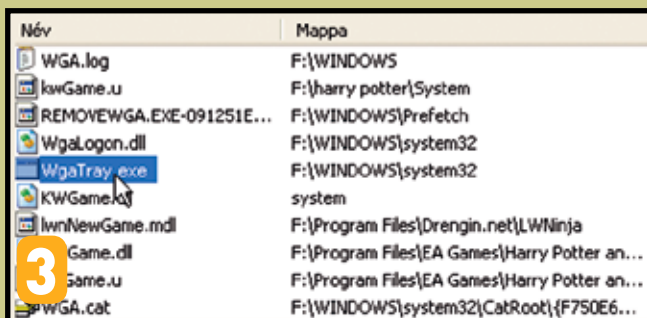 Név Mappa
WGA.log F:\WINDOWS
kwGame.u F:\harry potter\System
REMOVEWGA.EXE-091251E... F:\WINDOWS\Prefetch
WgaLogon.dll F:\WINDOWS\system32
WgaTray.exe F:\WINDOWS\system32
KWGame. system
lwnNewGame.mdl F:\Program Files\Drengin.net\LWNinja
Game.dll F:\Program Files\EA Games\Harry Potter an...
3 Game.u F:\Program Files\EA Games\Harry Potter an...
WGA.cat F:\WINDOWS\system32\CatRoot\{F750E6...